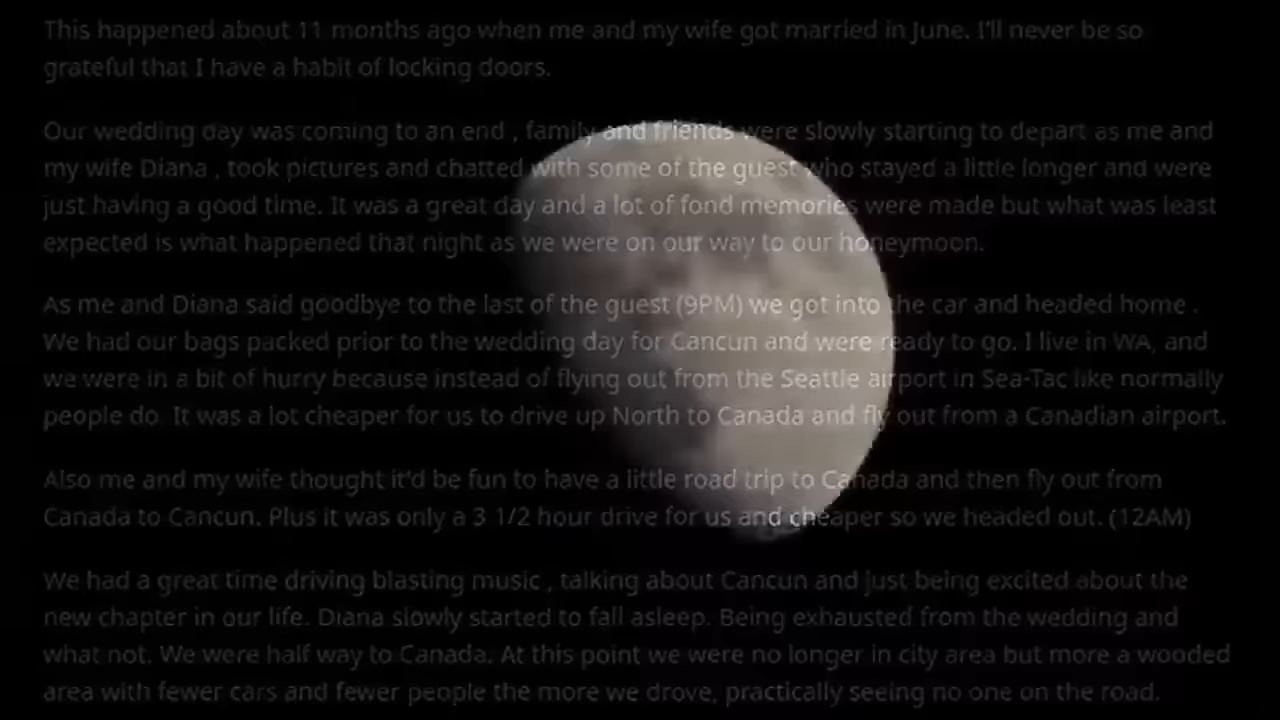 This happened about 11 months ago when me and my wife got married in June. I'll never be so
grateful that I have a habit of locking doors.
Our wedding day was coming to an end , family and friends were slowly starting to depart as me and
my wife Diana , took pictures and chatted with some of the guest who stayed a little longer and were
just having a good time. It was a great day and a lot of fond memories were made but what was least
expected is what happened that night as we were on our way to our honeymoon.
As me and Diana said goodbye to the last of the guest (9PM) we got into the car and headed home .
We had our bags packed prior to the wedding day for Cancun and were ready to go. I live in WA, and
we were in a bit of hurry because instead of flying out from the Seattle airport in Sea-Tac like normally
people do. It was a lot cheaper for us to drive up North to Canada and fly out from a Canadian airport.
Also me and my wife thought it'd be fun to have a little road trip to Canada and then fly out from
Canada to Cancun. Plus it was only a 3 1/2 hour drive for us and cheaper so we headed out. (12AM)
We had a great time driving blasting music , talking about Cancun and just being excited about the
new chapter in our life. Diana slowly started to fall asleep. Being exhausted from the wedding and
what not. We were half way to Canada. At this point we were no longer in city area but more a wooded
area with fewer cars and fewer people the more we drove, practically seeing no one on the road.